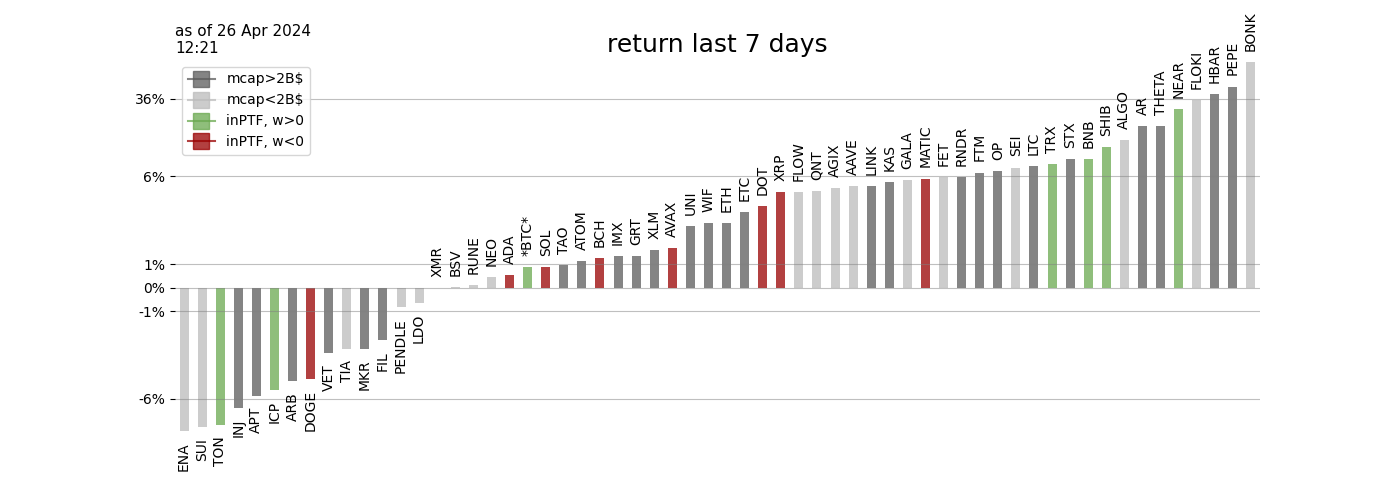 as of 26 Apr 2024
12:21
return last 7 days
mcap>2B$
mcap<2B$
inPTF, w>0
inPTF, w<0
36%
6%
1%
0%
-1%
-6%
ENA
SUI
TON
INJ
APT
ICP
ARB
DOGE
VET
TIA
MKR
FIL
PENDLE
LDO
XMR
BSV
RUNE
NEO
ADA
*BTC*
SOL
TAO
ATOM
BCH
IMX
GRT
XLM
AVAX
UNI
WIF
ETH
ETC
DOT
XRP
FLOW
QNT
AGIX
AAVE
LINK
KAS
GALA
MATIC
FET
RNDR
FTM
OP
SEI
LTC
TRX
STX
BNB
SHIB
ALGO
AR
THETA
NEAR
FLOKI
HBAR
PEPE
BONK